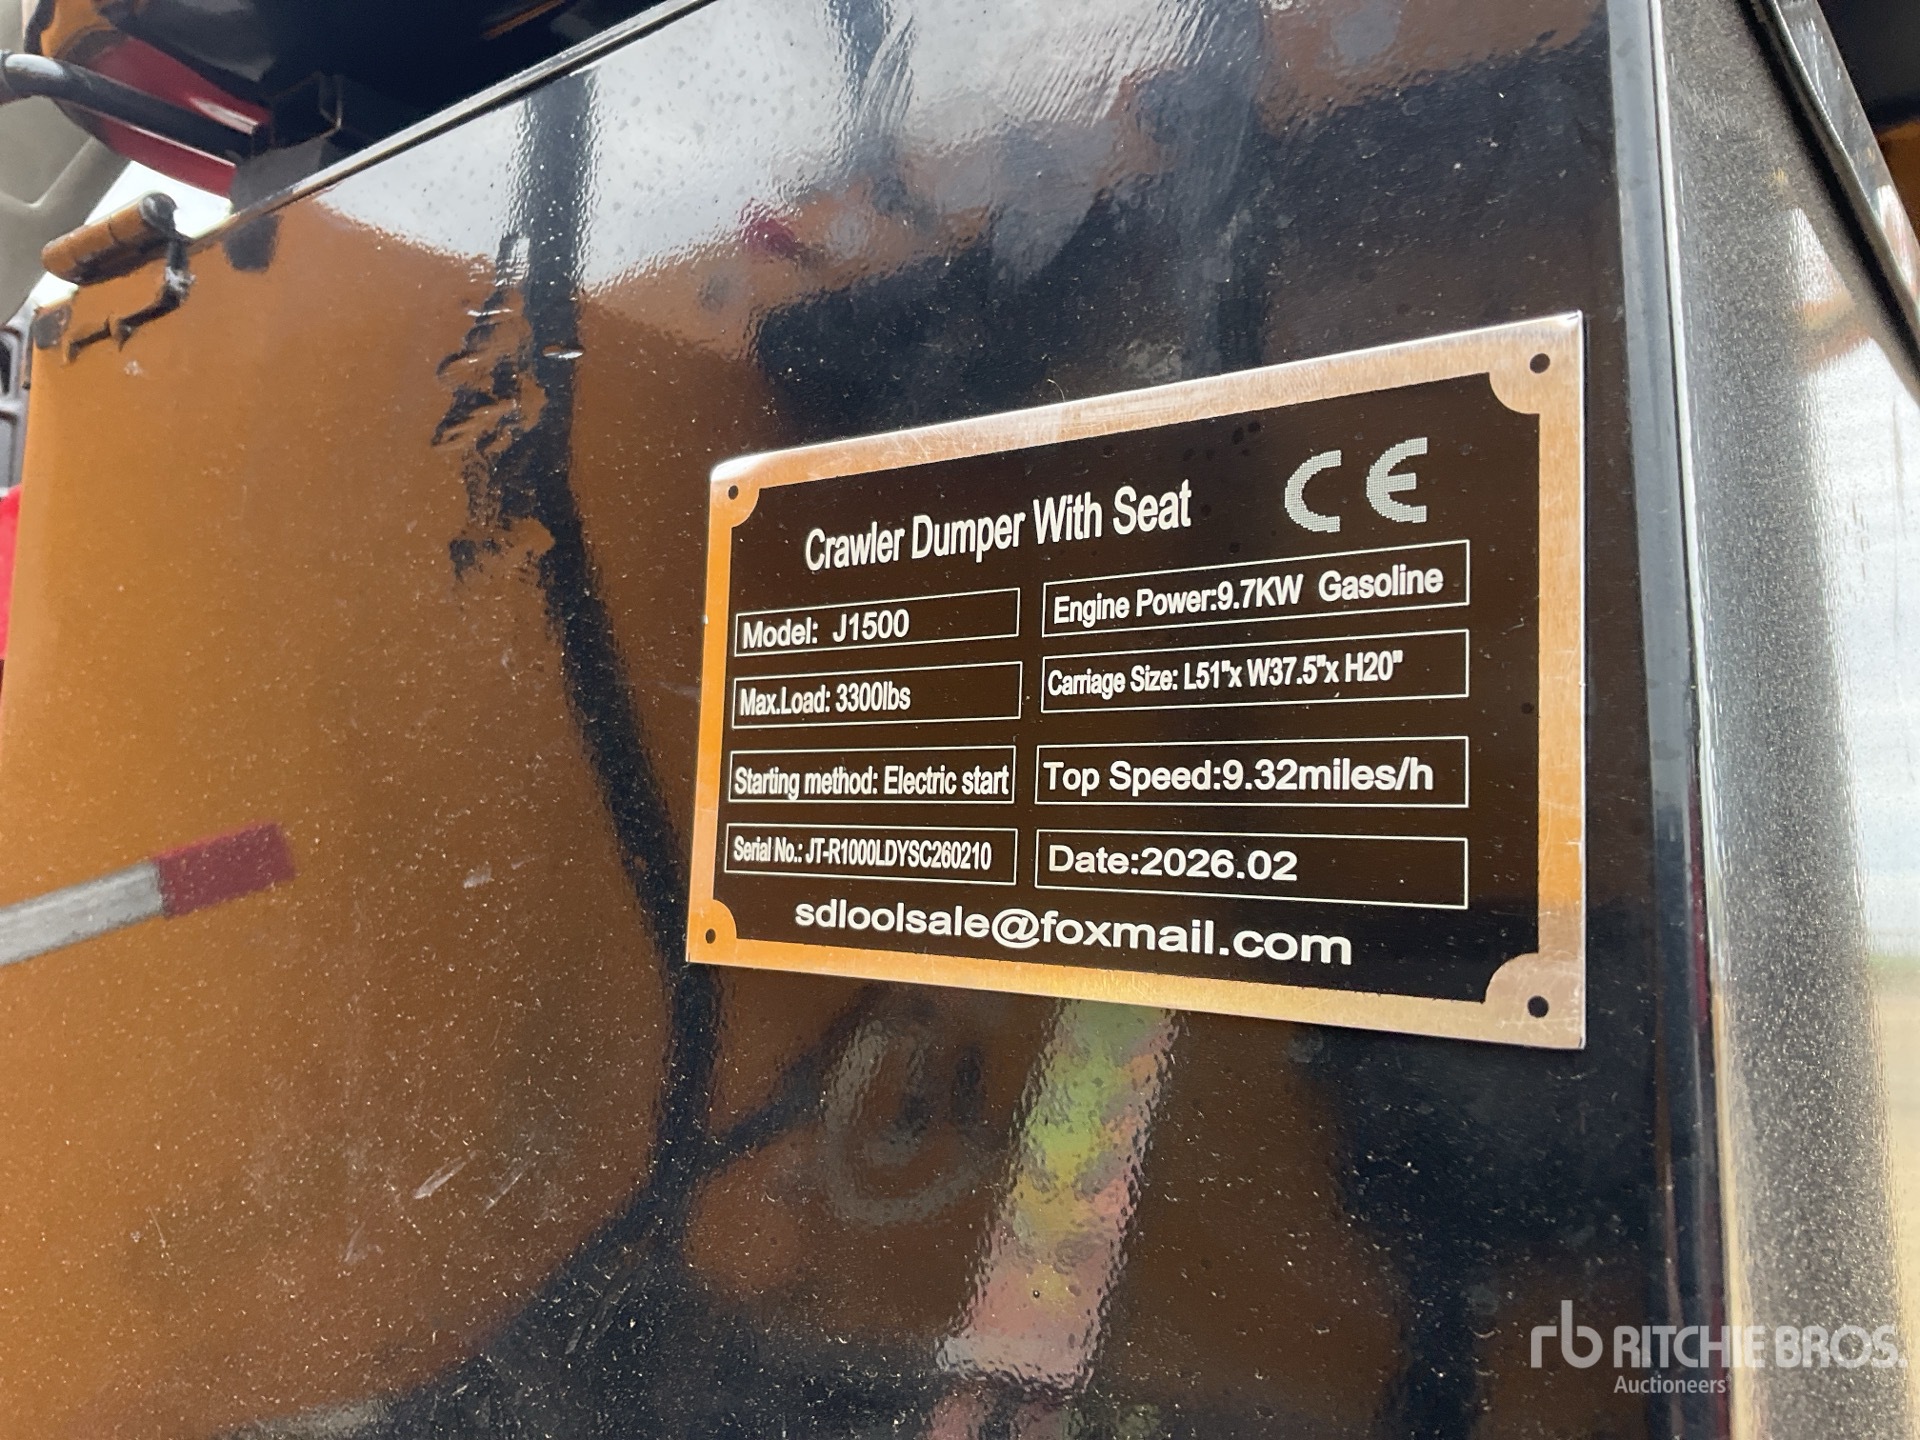 Crawler Dumper With Seat CE
Model: J1500
Engine Power:9.7KW Gasoline
Max.Load: 3300lbs
Carriage Size: L51"x W37.5"x H20"
Starting method: Electric start
Top Speed:9.32miles/h
Serial No.: JT-R1000LDYSC260210
Date:2026.02
sdloolsale@foxmail.com
rb RITCHIE BROS.
Auctioneers